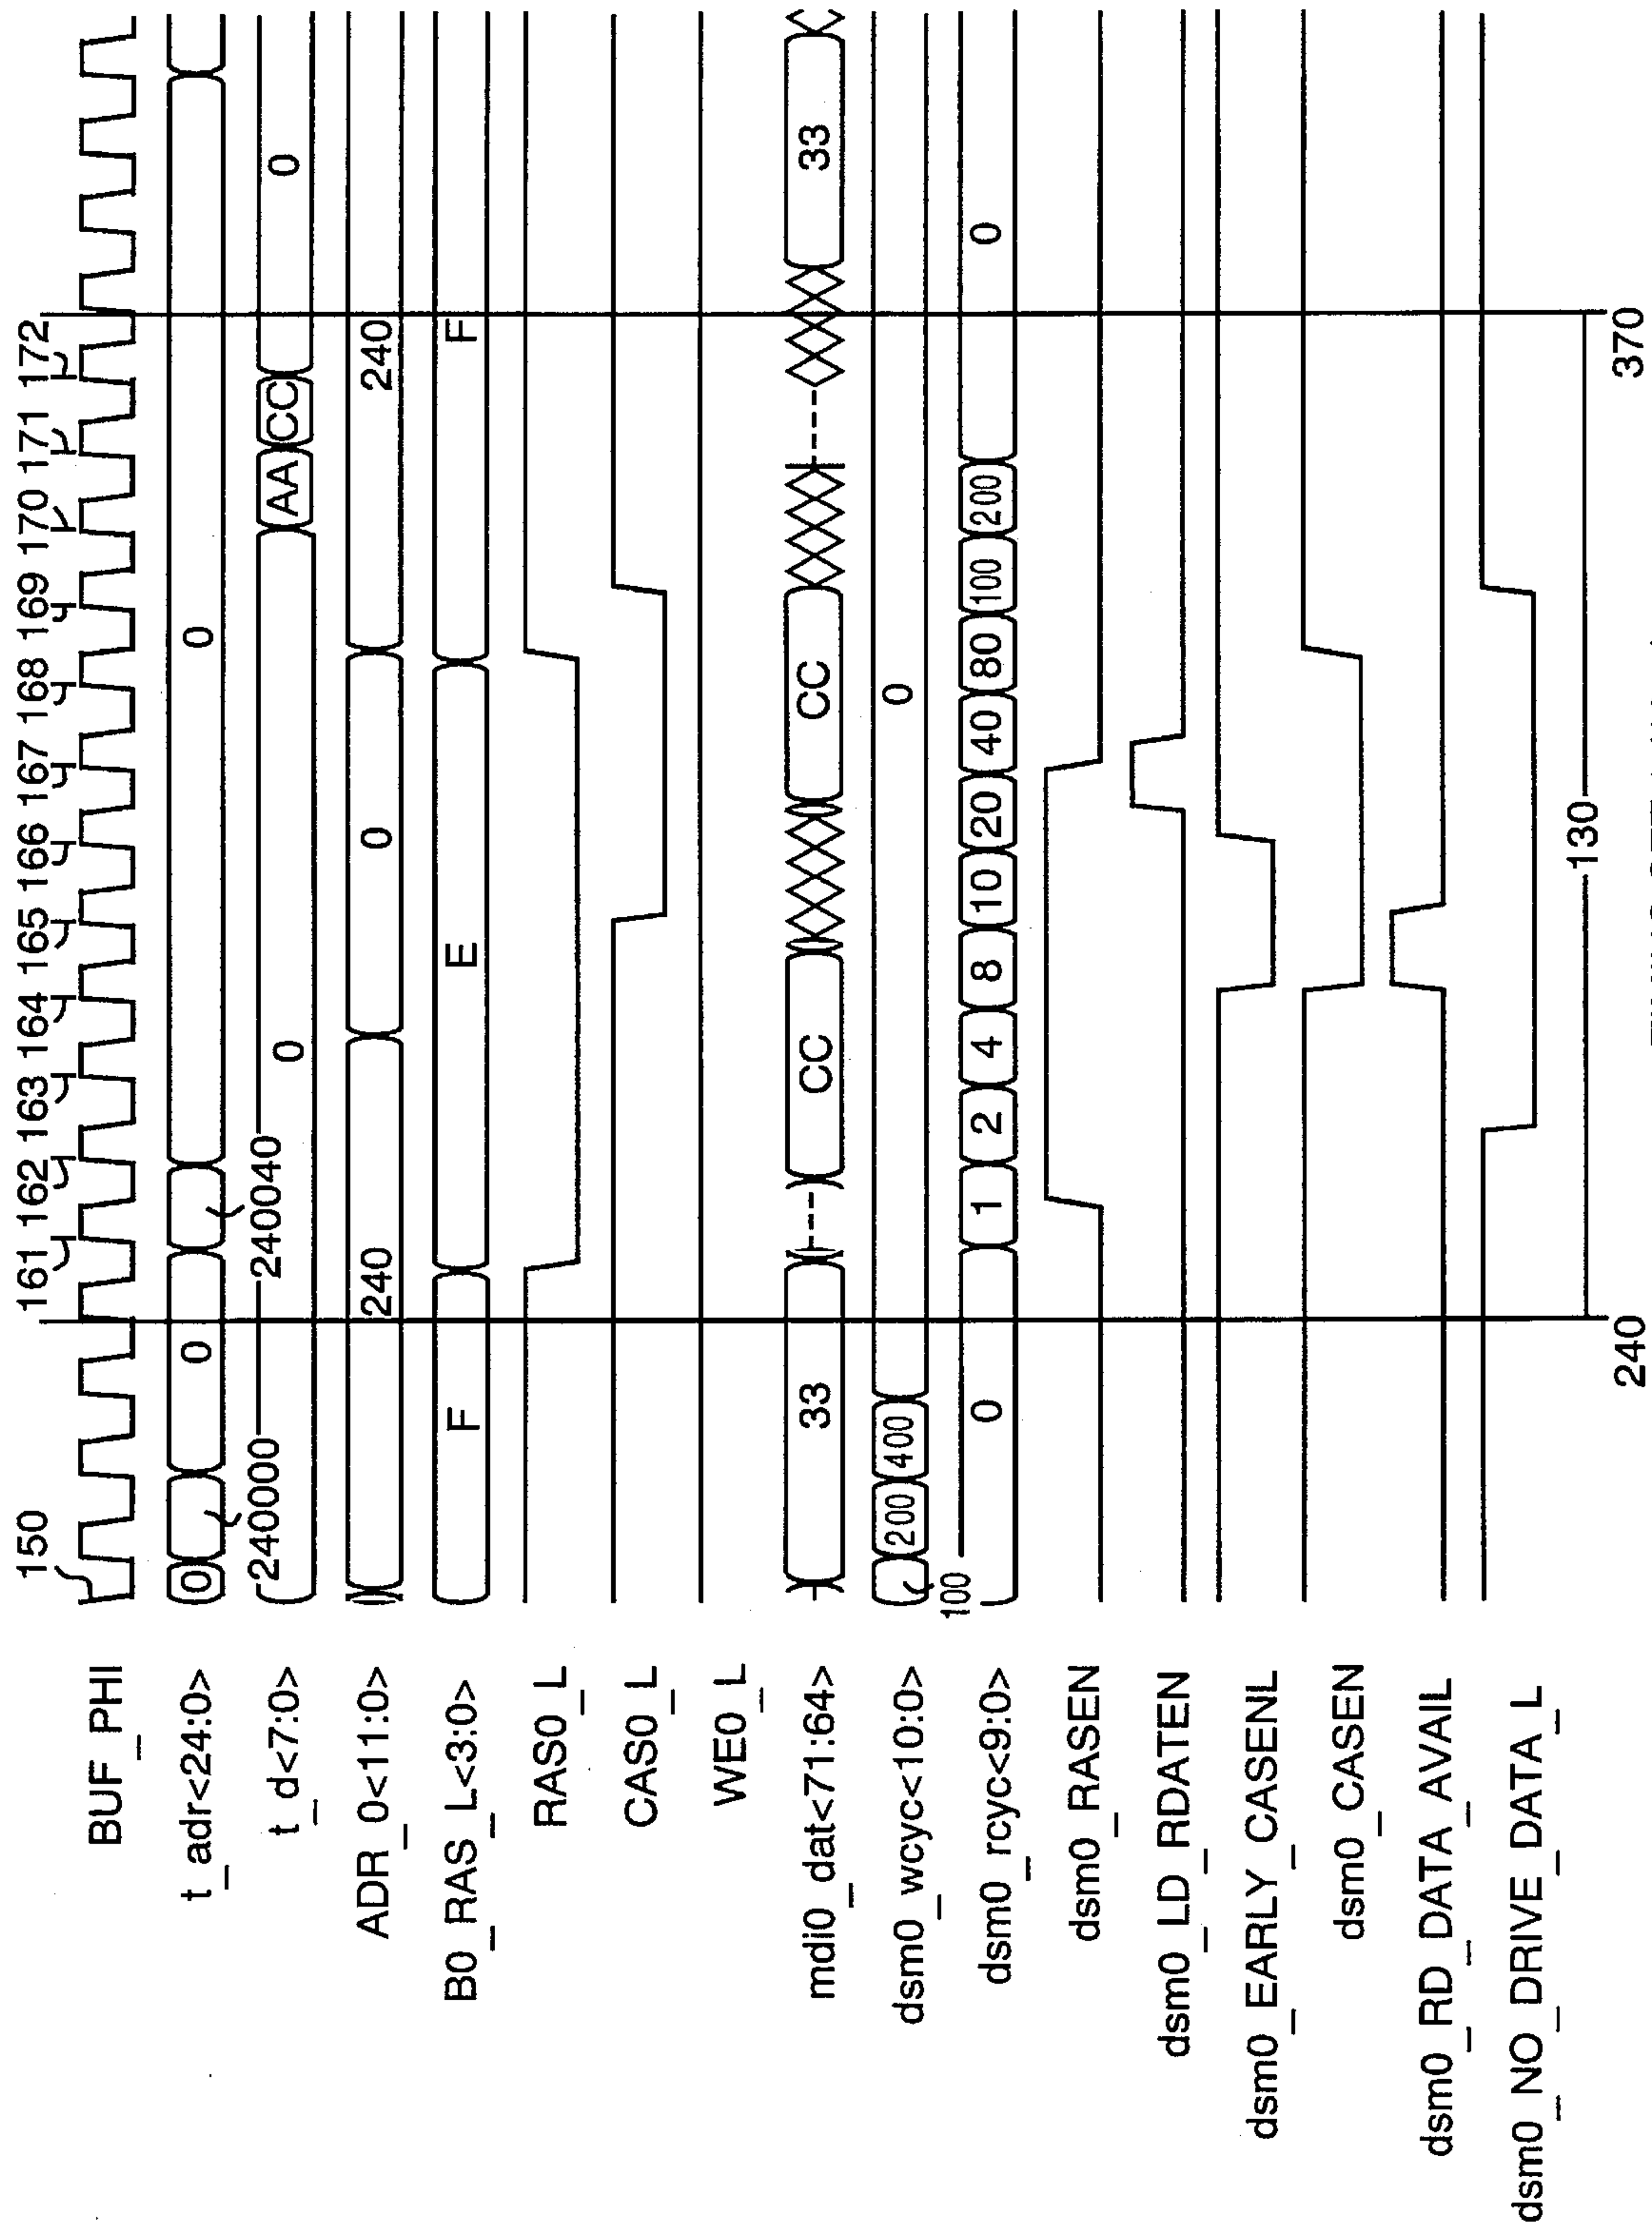 150 161 162 163 164 165 166 167 168 169 170 171 172
BUF_PHI
t_adr<24:0> 0 0 0
240000 240040
t_d<7:0> 0 AA CC 0
ADR_0<11:0> 240 0 240
B0_RAS_L<3:0> F E F
RAS0_L
CAS0_L
WE0_L
mdi0_dat<71:64> 33 CC CC 33
dsm0_wcyc<10:0> 200 400 0
100
dsm0_rcyc<9:0> 0 1 2 4 8 10 20 40 80 100 200 0
dsm0_RASEN
dsm0_LD_RDATEN
dsm0_EARLY_CASENL
dsm0_CASEN
dsm0_RD_DATA_AVAIL
dsm0_NO_DRIVE_DATA_L
130
240 370